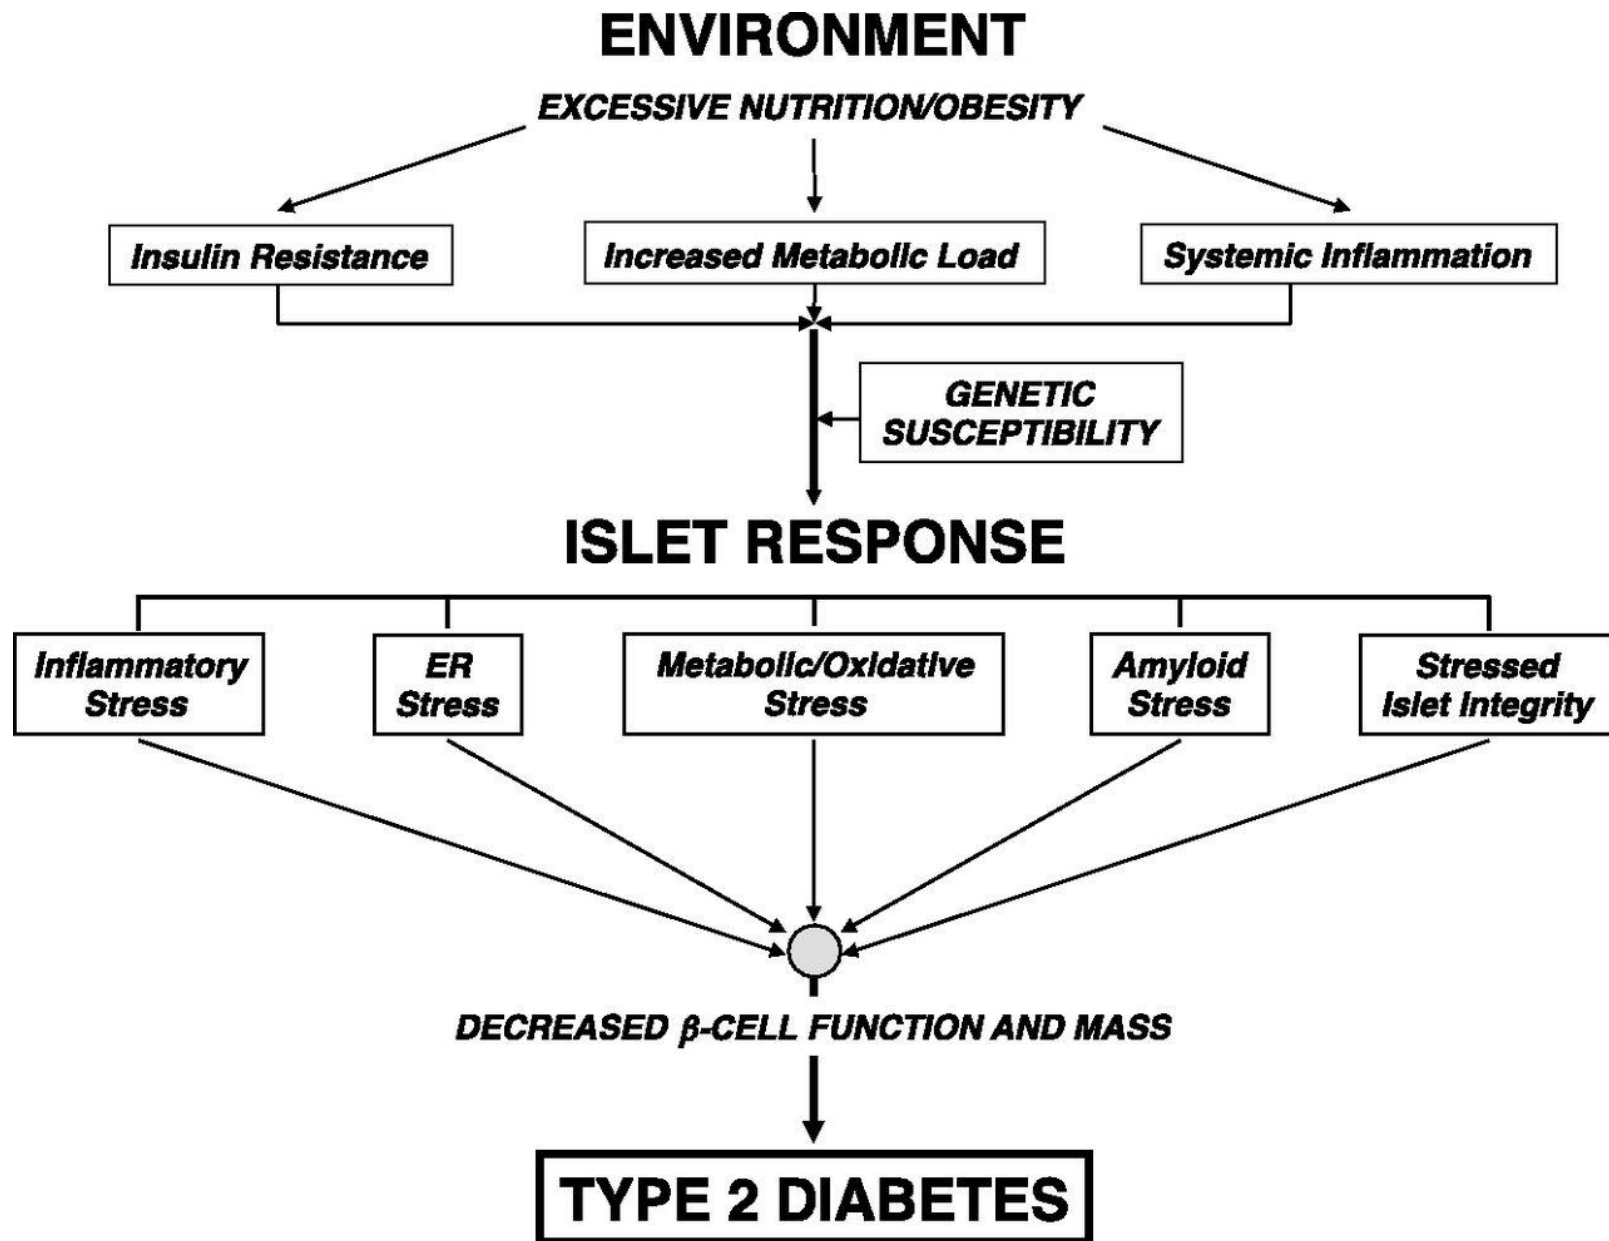 ENVIRONMENT
EXCESSIVE NUTRITION/OBESITY
Insulin Resistance
Increased Metabolic Load
Systemic Inflammation
GENETIC
SUSCEPTIBILITY
ISLET RESPONSE
Inflammatory
Stress
ER
Stress
Metabolic/Oxidative
Stress
Amyloid
Stress
Stressed
Islet Integrity
DECREASED β-CELL FUNCTION AND MASS
TYPE 2 DIABETES